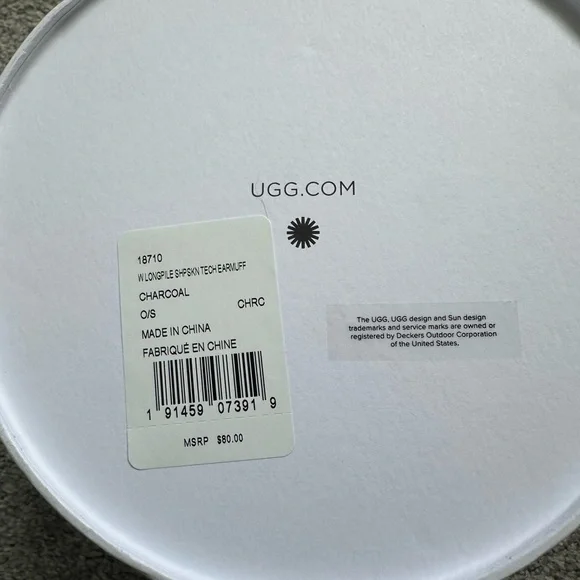 UGG.COM
18710
W LONGPILE SHPSKN TECH EARMUFF
CHARCOAL
O/S CHRC
MADE IN CHINA
FABRIQUÉ EN CHINE
1 91459 07391 9
MSRP $80.00
The UGG, UGG design and Sun design
trademarks and service marks are owned or
registered by Deckers Outdoor Corporation
of the United States.